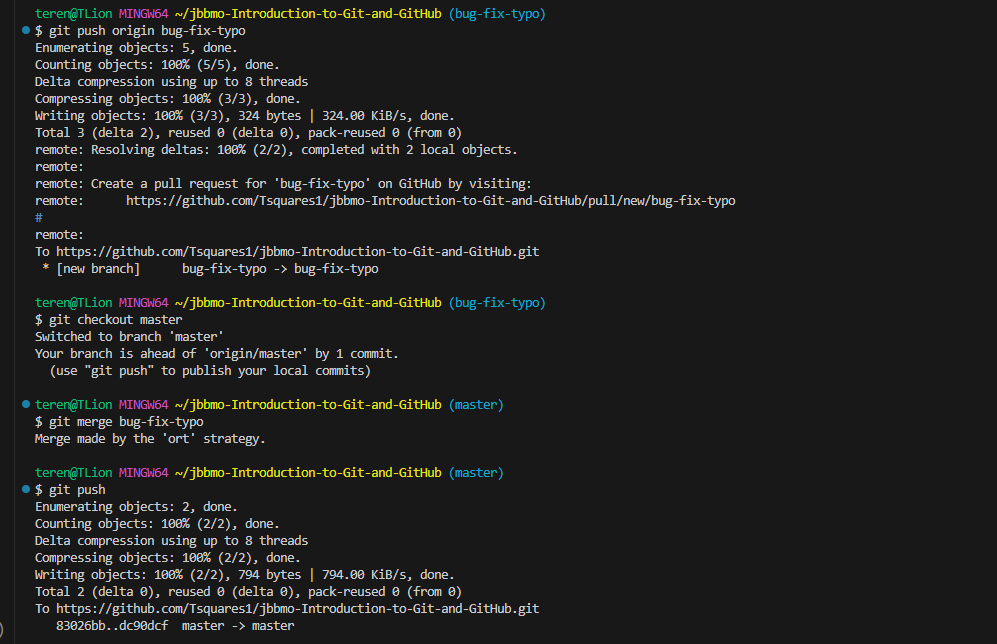 teren@TLion MINGW64 ~/jbbmo-Introduction-to-Git-and-GitHub (bug-fix-typo)
$ git push origin bug-fix-typo
Enumerating objects: 5, done.
Counting objects: 100% (5/5), done.
Delta compression using up to 8 threads
Compressing objects: 100% (3/3), done.
Writing objects: 100% (3/3), 324 bytes | 324.00 KiB/s, done.
Total 3 (delta 2), reused 0 (delta 0), pack-reused 0 (from 0)
remote: Resolving deltas: 100% (2/2), completed with 2 local objects.
remote:
remote: Create a pull request for 'bug-fix-typo' on GitHub by visiting:
remote:      https://github.com/Tsquares1/jbbmo-Introduction-to-Git-and-GitHub/pull/new/bug-fix-typo
#
remote:
To https://github.com/Tsquares1/jbbmo-Introduction-to-Git-and-GitHub.git
 * [new branch]      bug-fix-typo -> bug-fix-typo
teren@TLion MINGW64 ~/jbbmo-Introduction-to-Git-and-GitHub (bug-fix-typo)
$ git checkout master
Switched to branch 'master'
Your branch is ahead of 'origin/master' by 1 commit.
  (use "git push" to publish your local commits)
teren@TLion MINGW64 ~/jbbmo-Introduction-to-Git-and-GitHub (master)
$ git merge bug-fix-typo
Merge made by the 'ort' strategy.
teren@TLion MINGW64 ~/jbbmo-Introduction-to-Git-and-GitHub (master)
$ git push
Enumerating objects: 2, done.
Counting objects: 100% (2/2), done.
Delta compression using up to 8 threads
Compressing objects: 100% (2/2), done.
Writing objects: 100% (2/2), 794 bytes | 794.00 KiB/s, done.
Total 2 (delta 0), reused 0 (delta 0), pack-reused 0 (from 0)
To https://github.com/Tsquares1/jbbmo-Introduction-to-Git-and-GitHub.git
   83026bb..dc90dcf  master -> master